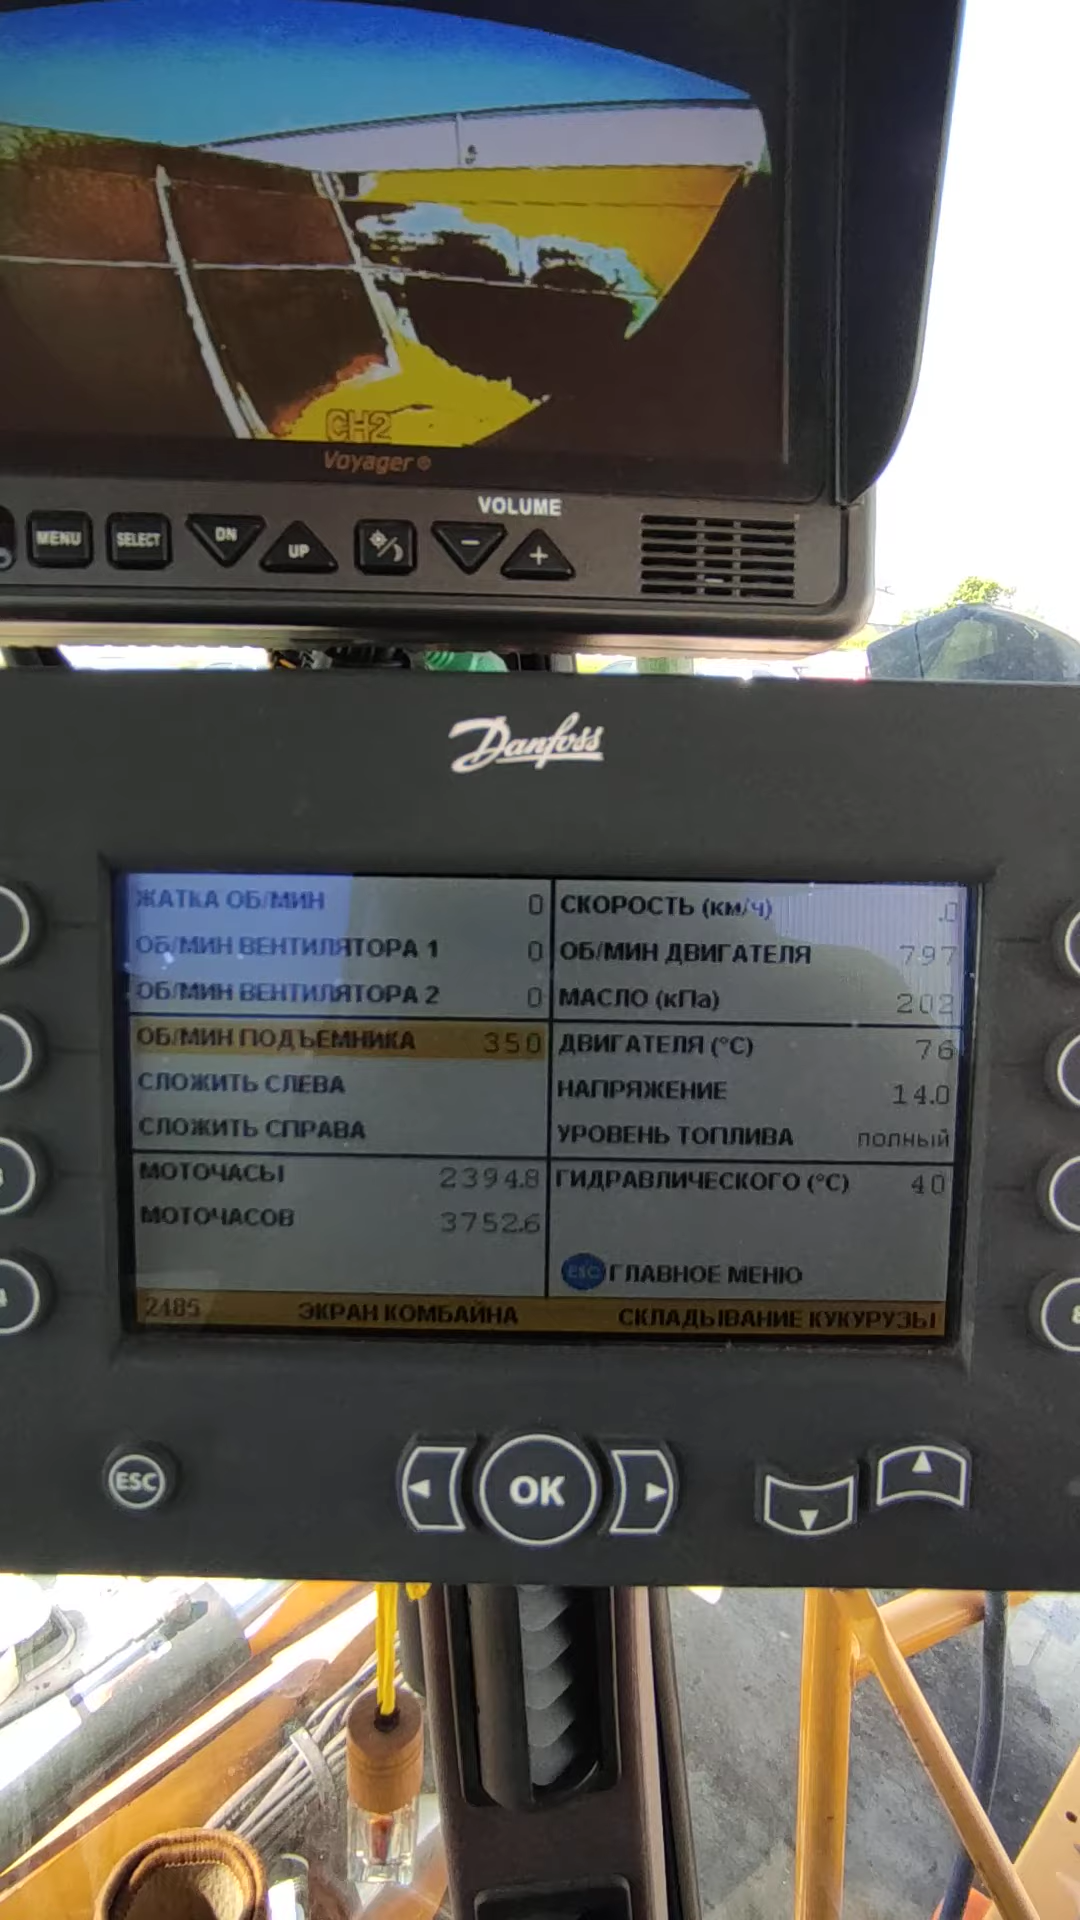 CH2
Voyager
VOLUME
MENU
SELECT
DN
UP
Danfoss
ЖАТКА ОБ/МИН 0
ОБ/МИН ВЕНТИЛЯТОРА 1 0
ОБ/МИН ВЕНТИЛЯТОРА 2 0
ОБ/МИН ПОДЪЕМНИКА 350
СЛОЖИТЬ СЛЕВА
СЛОЖИТЬ СПРАВА
МОТОЧАСЫ 2394.8
МОТОЧАСОВ 3752.6
СКОРОСТЬ (км/ч) .0
ОБ/МИН ДВИГАТЕЛЯ 797
МАСЛО (кПа) 202
ДВИГАТЕЛЯ (°C) 76
НАПРЯЖЕНИЕ 14.0
УРОВЕНЬ ТОПЛИВА полный
ГИДРАВЛИЧЕСКОГО (°C) 40
ESC ГЛАВНОЕ МЕНЮ
2485 ЭКРАН КОМБАЙНА СКЛАДЫВАНИЕ КУКУРУЗЫ
ESC
OK